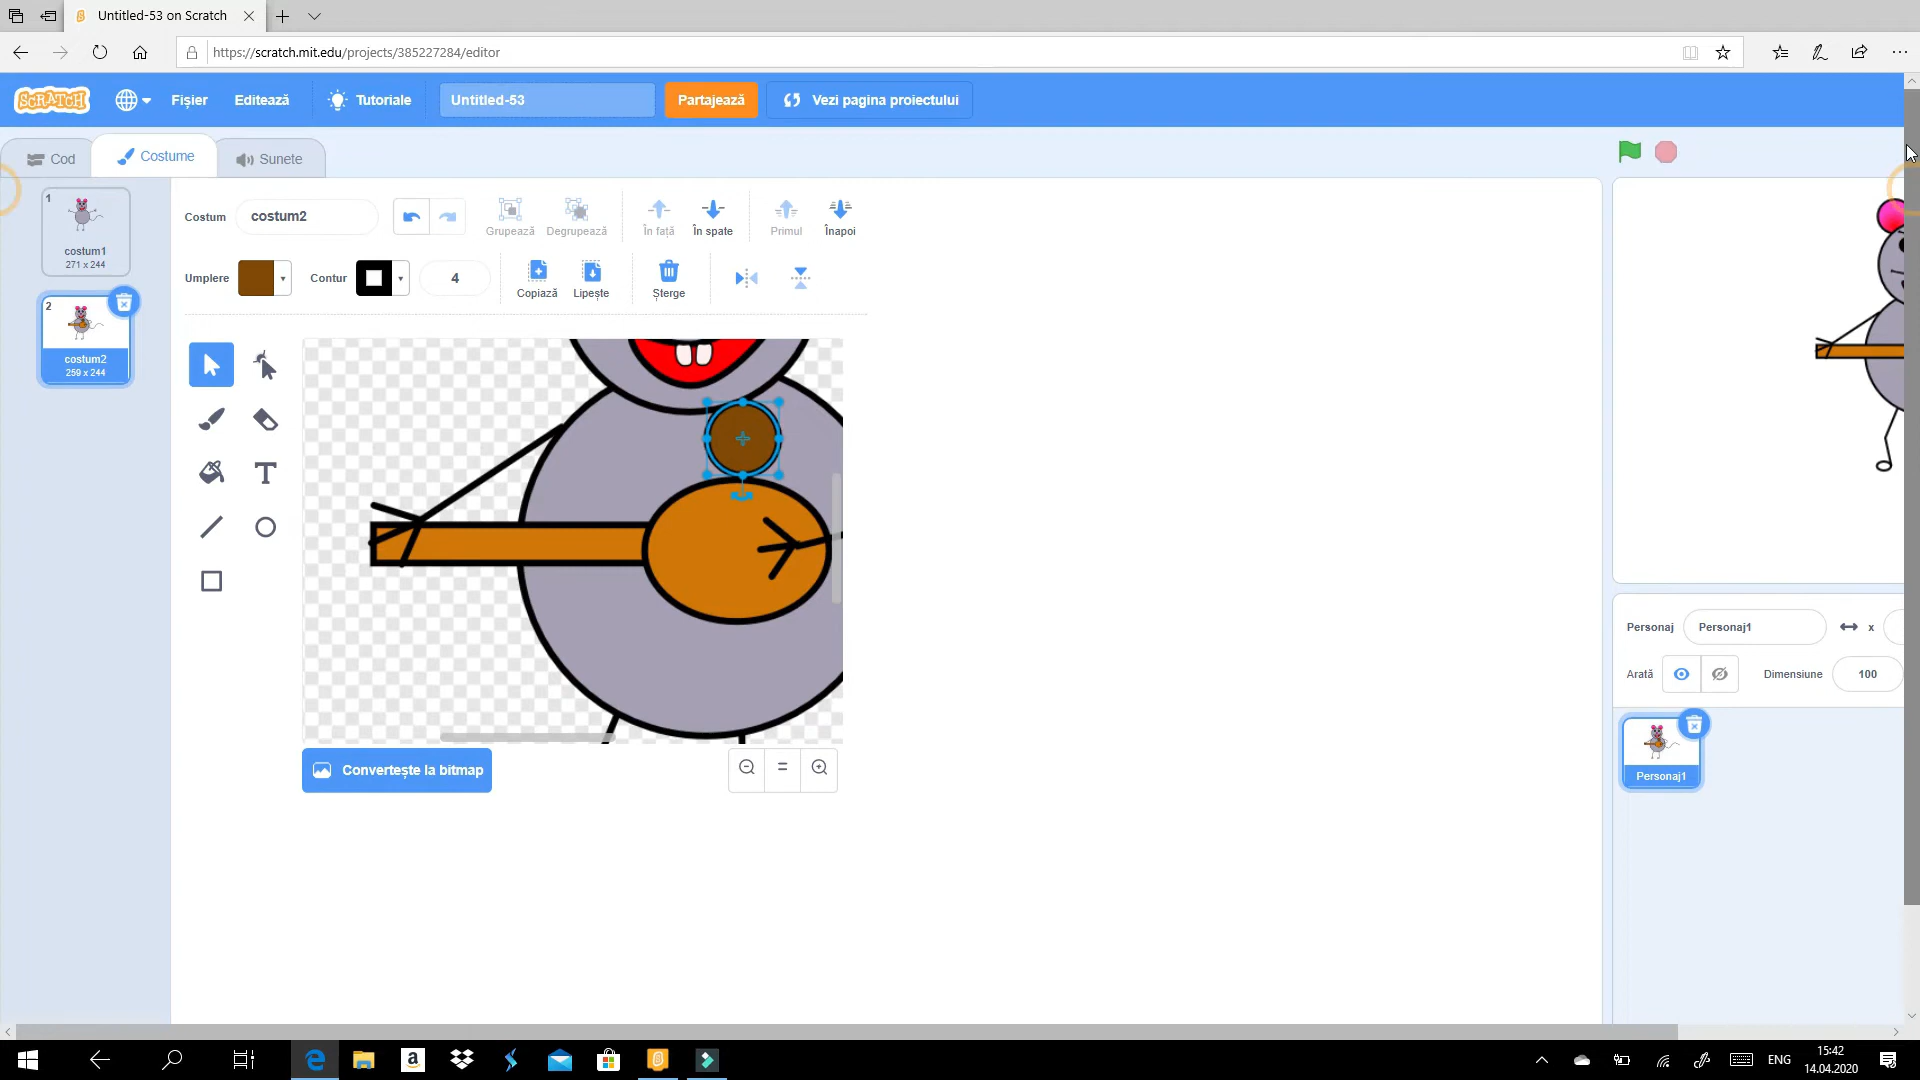 Untitled-53 on Scratch
https://scratch.mit.edu/projects/385227284/editor
SCRATCH
Fișier
Editează
Tutoriale
Untitled-53
Partajează
Vezi pagina proiectului
Cod
Costume
Sunete
1
costum1
271 x 244
2
costum2
259 x 244
Costum
costum2
Grupează
Degrupează
În față
În spate
Primul
Înapoi
Umplere
Contur
4
Copiază
Lipește
Șterge
T
Convertește la bitmap
=
Personaj
Personaj1
x
Arată
Dimensiune
100
Personaj1
ENG
15:42
14.04.2020